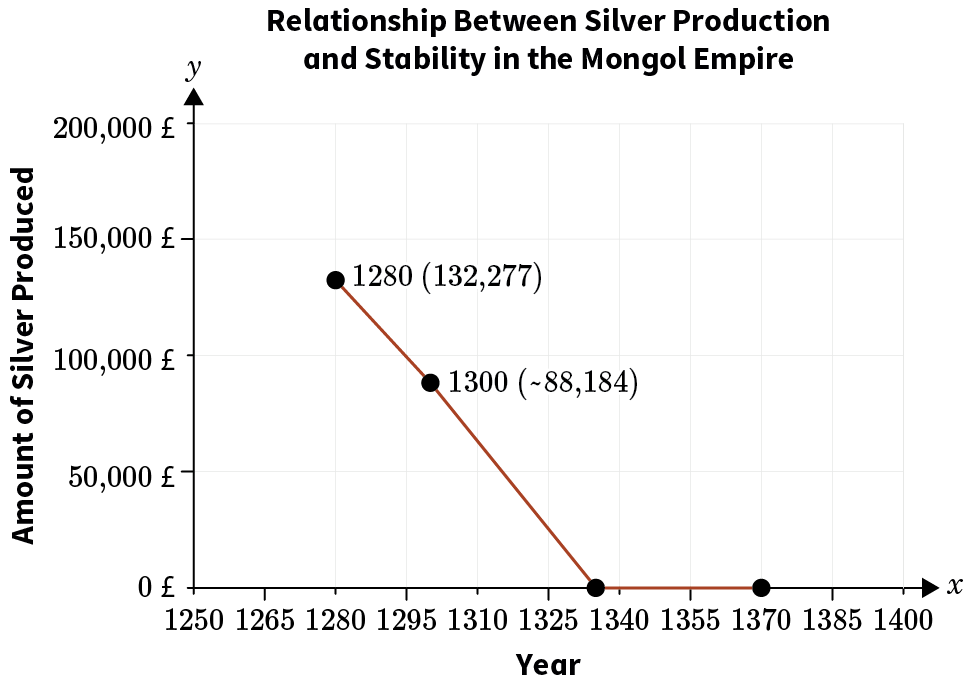 Relationship Between Silver Production
and Stability in the Mongol Empire
y
200,000 £
150,000 £
100,000 £
50,000 £
0 £
Amount of Silver Produced
1280 (132,277)
1300 (~88,184)
x
1250 1265 1280 1295 1310 1325 1340 1355 1370 1385 1400
Year